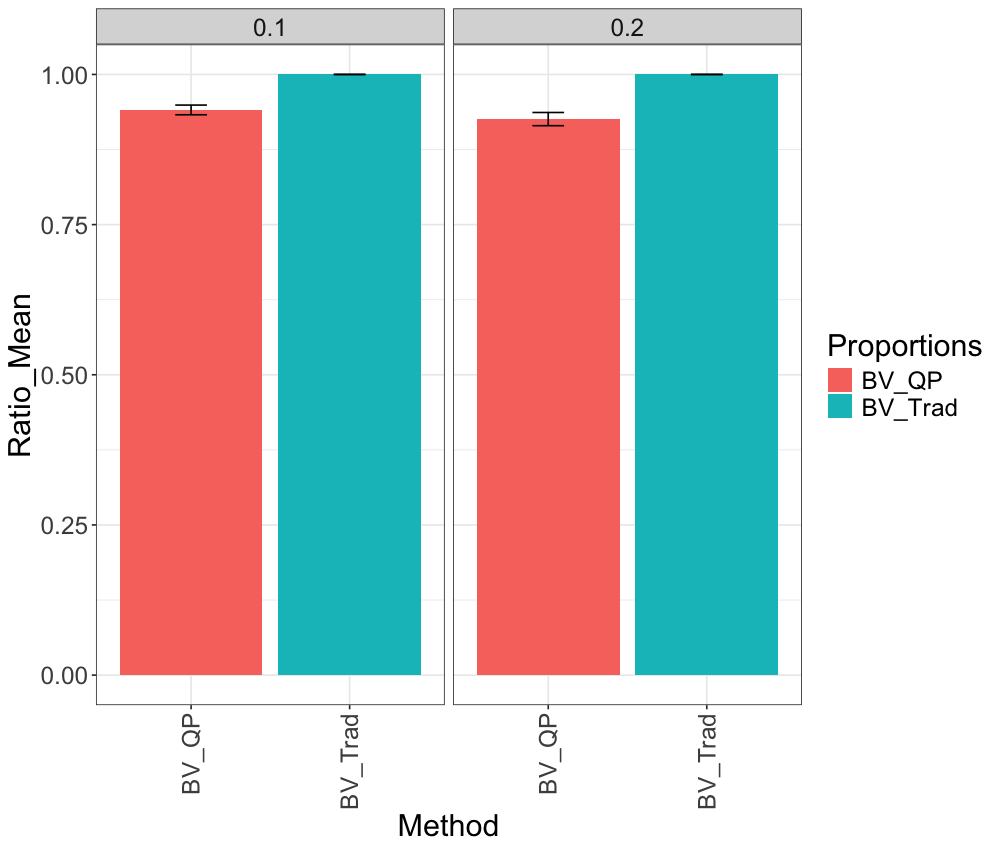 0.1
0.2
1.00
0.75
0.50
0.25
0.00
Ratio_Mean
BV_QP
BV_Trad
BV_QP
BV_Trad
Method
Proportions
BV_QP
BV_Trad